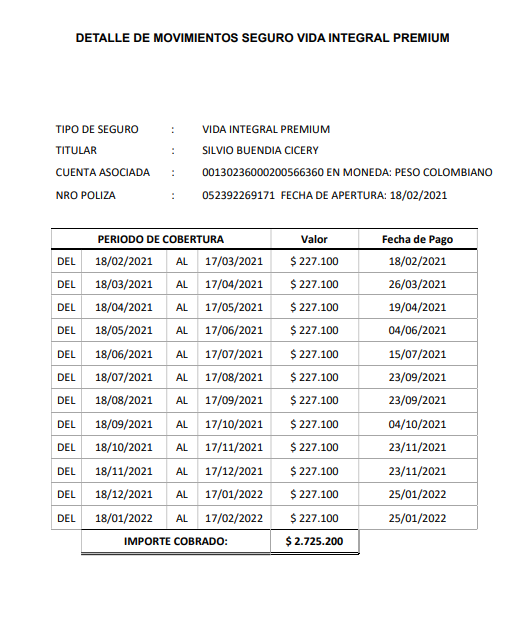 DETALLE DE MOVIMIENTOS SEGURO VIDA INTEGRAL PREMIUM
TIPO DE SEGURO : VIDA INTEGRAL PREMIUM
TITULAR : SILVIO BUENDIA CICERY
CUENTA ASOCIADA : 00130236000200566360 EN MONEDA: PESO COLOMBIANO
NRO POLIZA : 052392269171 FECHA DE APERTURA: 18/02/2021
PERIODO DE COBERTURA Valor Fecha de Pago
DEL 18/02/2021 AL 17/03/2021 $ 227.100 18/02/2021
DEL 18/03/2021 AL 17/04/2021 $ 227.100 26/03/2021
DEL 18/04/2021 AL 17/05/2021 $ 227.100 19/04/2021
DEL 18/05/2021 AL 17/06/2021 $ 227.100 04/06/2021
DEL 18/06/2021 AL 17/07/2021 $ 227.100 15/07/2021
DEL 18/07/2021 AL 17/08/2021 $ 227.100 23/09/2021
DEL 18/08/2021 AL 17/09/2021 $ 227.100 23/09/2021
DEL 18/09/2021 AL 17/10/2021 $ 227.100 04/10/2021
DEL 18/10/2021 AL 17/11/2021 $ 227.100 23/11/2021
DEL 18/11/2021 AL 17/12/2021 $ 227.100 23/11/2021
DEL 18/12/2021 AL 17/01/2022 $ 227.100 25/01/2022
DEL 18/01/2022 AL 17/02/2022 $ 227.100 25/01/2022
IMPORTE COBRADO: $ 2.725.200